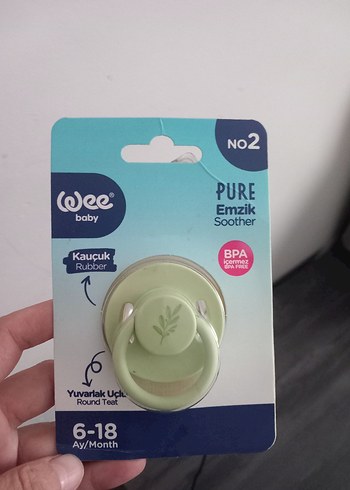 NO2
wee
baby
PURE
Emzik
Soother
Kauçuk
Rubber
BPA
içermez
BPA FREE
Yuvarlak Uçlu
Round Teat
6-18
Ay/Month